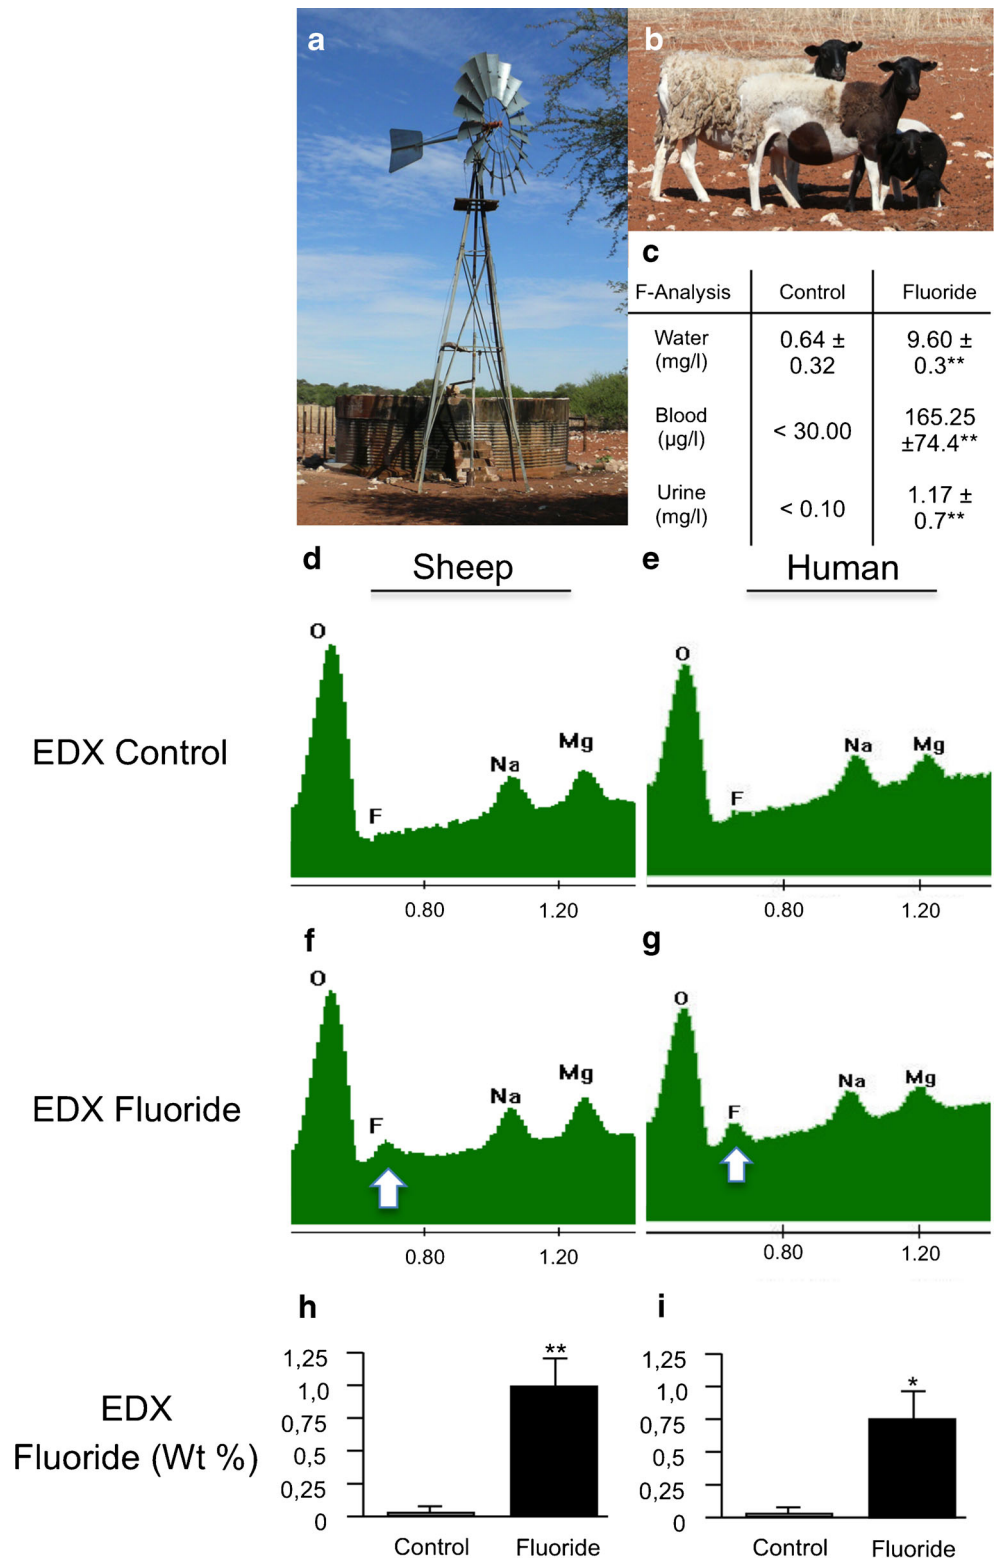 a
b
c
F-Analysis Control Fluoride
Water (mg/l) 0.64 ± 0.32 9.60 ± 0.3**
Blood (µg/l) < 30.00 165.25 ±74.4**
Urine (mg/l) < 0.10 1.17 ± 0.7**
d Sheep
e Human
EDX Control
O F Na Mg
0.80 1.20
O F Na Mg
0.80 1.20
EDX Fluoride
f
O F Na Mg
0.80 1.20
g
O F Na Mg
0.80 1.20
EDX
Fluoride (Wt %)
h
1,25
1,0
0,75
0,5
0,25
0
**
Control Fluoride
i
1,25
1,0
0,75
0,5
0,25
0
*
Control Fluoride